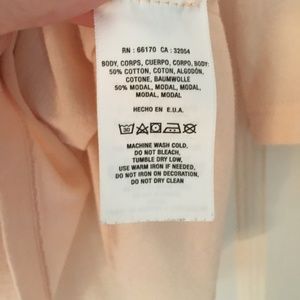 RN : 66170 CA : 32054
BODY, CORPS, CUERPO, CORPO, BODY:
50% COTTON, COTON, ALGODÓN,
COTONE, BAUMWOLLE
50% MODAL, MODAL, MODAL,
MODAL, MODAL
HECHO EN E.U.A.
MACHINE WASH COLD,
DO NOT BLEACH,
TUMBLE DRY LOW,
USE WARM IRON IF NEEDED,
DO NOT IRON ON DECORATION,
DO NOT DRY CLEAN